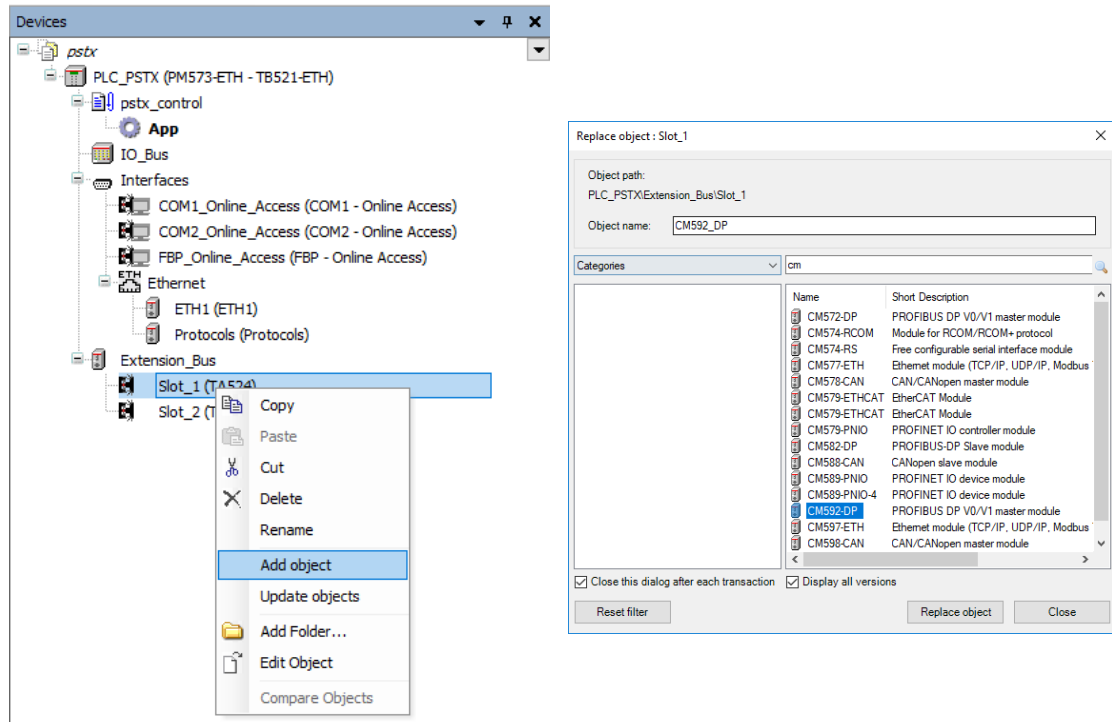 Devices
pstx
PLC_PSTX (PM573-ETH - TB521-ETH)
pstx_control
App
IO_Bus
Interfaces
COM1_Online_Access (COM1 - Online Access)
COM2_Online_Access (COM2 - Online Access)
FBP_Online_Access (FBP - Online Access)
ETH
Ethernet
ETH1 (ETH1)
Protocols (Protocols)
Extension_Bus
Slot_1 (TA524)
Slot_2 (T
Copy
Paste
Cut
Delete
Rename
Add object
Update objects
Add Folder...
Edit Object
Compare Objects
Replace object : Slot_1
Object path:
PLC_PSTX\Extension_Bus\Slot_1
Object name: CM592_DP
Categories cm
Name Short Description
CM572-DP PROFIBUS DP V0/V1 master module
CM574-RCOM Module for RCOM/RCOM+ protocol
CM574-RS Free configurable serial interface module
CM577-ETH Ethernet module (TCP/IP, UDP/IP, Modbus
CM578-CAN CAN/CANopen master module
CM579-ETHCAT EtherCAT Module
CM579-ETHCAT EtherCAT Module
CM579-PNIO PROFINET IO controller module
CM582-DP PROFIBUS-DP Slave module
CM588-CAN CANopen slave module
CM589-PNIO PROFINET IO device module
CM589-PNIO-4 PROFINET IO device module
CM592-DP PROFIBUS DP V0/V1 master module
CM597-ETH Ethernet module (TCP/IP, UDP/IP, Modbus
CM598-CAN CAN/CANopen master module
Close this dialog after each transaction Display all versions
Reset filter Replace object Close